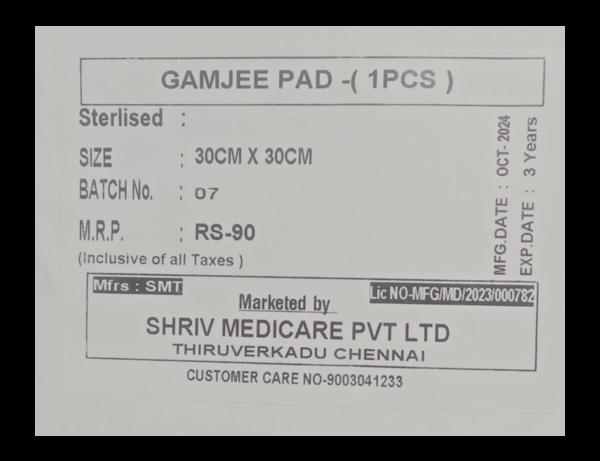 GAMJEE PAD -( 1PCS )
Sterlised :
SIZE : 30CM X 30CM
BATCH No. : 07
M.R.P. : RS-90
(Inclusive of all Taxes )
MFG.DATE : OCT- 2024
EXP.DATE : 3 Years
Mfrs : SMT
Lic NO-MFG/MD/2023/000782
Marketed by
SHRIV MEDICARE PVT LTD
THIRUVERKADU CHENNAI
CUSTOMER CARE NO-9003041233